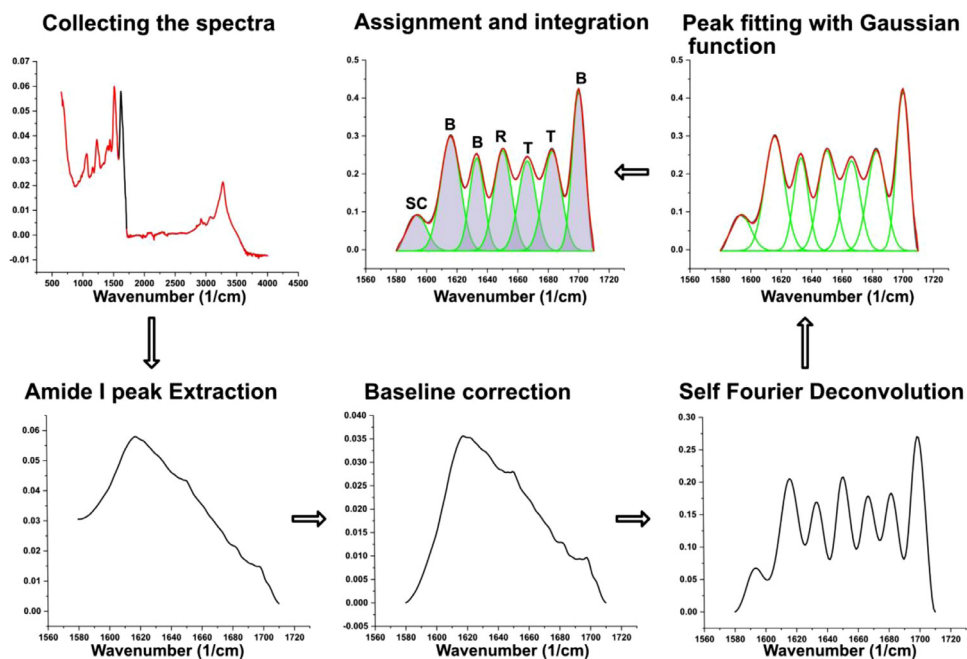 Collecting the spectra
0.07
0.06
0.05
0.04
0.03
0.02
0.01
0.00
-0.01
500 1000 1500 2000 2500 3000 3500 4000 4500
Wavenumber (1/cm)
Assignment and integration
0.5
0.4
0.3
0.2
0.1
0.0
SC
B
B
R
T
T
B
1560 1580 1600 1620 1640 1660 1680 1700 1720
Wavenumber (1/cm)
Peak fitting with Gaussian
function
0.5
0.4
0.3
0.2
0.1
0.0
1560 1580 1600 1620 1640 1660 1680 1700 1720
Wavenumber (1/cm)
Amide I peak Extraction
0.06
0.05
0.04
0.03
0.02
0.01
0.00
1560 1580 1600 1620 1640 1660 1680 1700 1720
Wavenumber (1/cm)
Baseline correction
0.040
0.035
0.030
0.025
0.020
0.015
0.010
0.005
0.000
-0.005
1560 1580 1600 1620 1640 1660 1680 1700 1720
Wavenumber (1/cm)
Self Fourier Deconvolution
0.30
0.25
0.20
0.15
0.10
0.05
0.00
1560 1580 1600 1620 1640 1660 1680 1700 1720
Wavenumber (1/cm)